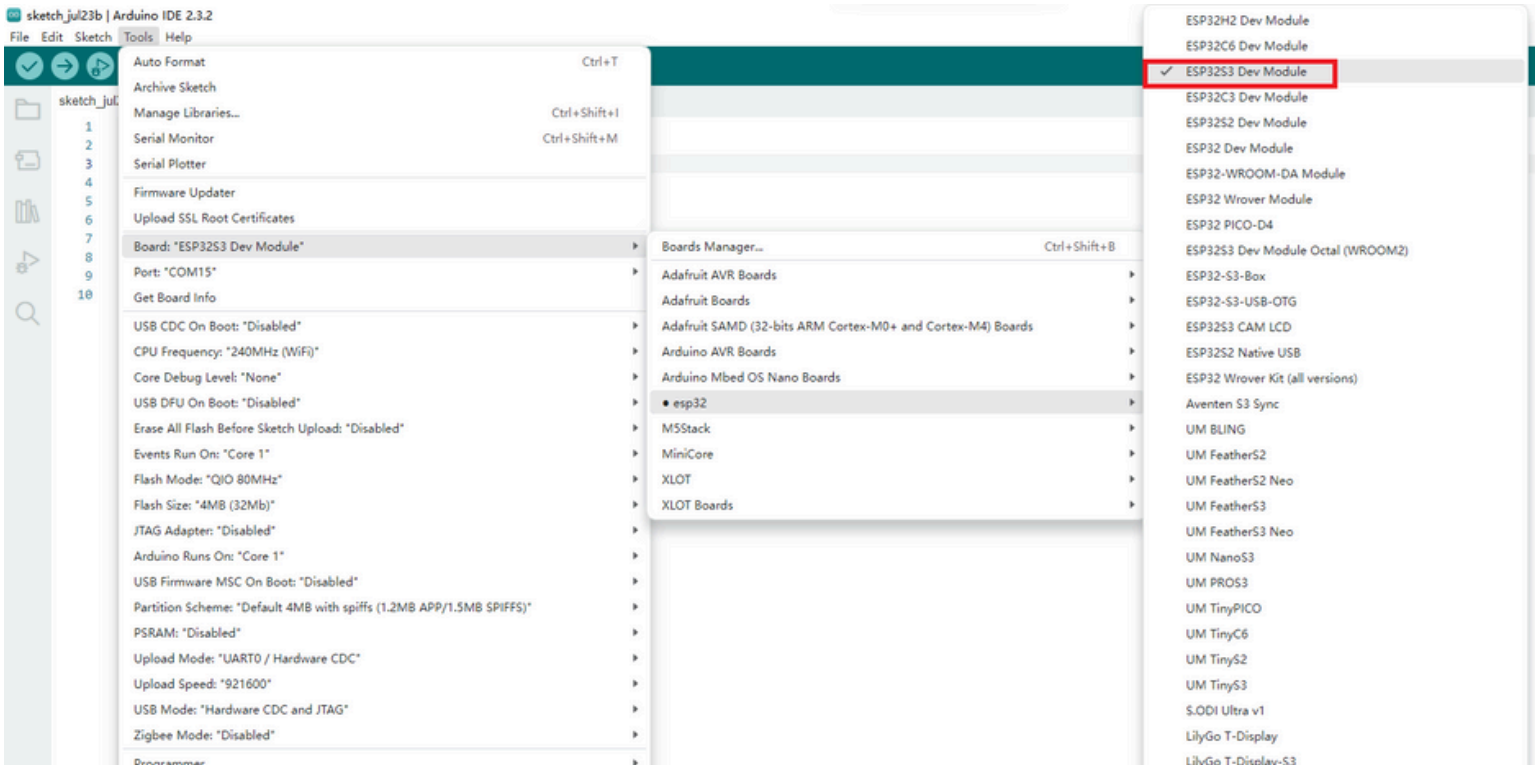 sketch_jul23b | Arduino IDE 2.3.2
File Edit Sketch Tools Help
sketch_jul
1
2
3
4
5
6
7
8
9
10
Auto Format Ctrl+T
Archive Sketch
Manage Libraries... Ctrl+Shift+I
Serial Monitor Ctrl+Shift+M
Serial Plotter
Firmware Updater
Upload SSL Root Certificates
Board: "ESP32S3 Dev Module"
Port: "COM15"
Get Board Info
USB CDC On Boot: "Disabled"
CPU Frequency: "240MHz (WiFi)"
Core Debug Level: "None"
USB DFU On Boot: "Disabled"
Erase All Flash Before Sketch Upload: "Disabled"
Events Run On: "Core 1"
Flash Mode: "QIO 80MHz"
Flash Size: "4MB (32Mb)"
JTAG Adapter: "Disabled"
Arduino Runs On: "Core 1"
USB Firmware MSC On Boot: "Disabled"
Partition Scheme: "Default 4MB with spiffs (1.2MB APP/1.5MB SPIFFS)"
PSRAM: "Disabled"
Upload Mode: "UART0 / Hardware CDC"
Upload Speed: "921600"
USB Mode: "Hardware CDC and JTAG"
Zigbee Mode: "Disabled"
Programmer
Boards Manager... Ctrl+Shift+B
Adafruit AVR Boards
Adafruit Boards
Adafruit SAMD (32-bits ARM Cortex-M0+ and Cortex-M4) Boards
Arduino AVR Boards
Arduino Mbed OS Nano Boards
• esp32
M5Stack
MiniCore
XLOT
XLOT Boards
ESP32H2 Dev Module
ESP32C6 Dev Module
✓ ESP32S3 Dev Module
ESP32C3 Dev Module
ESP32S2 Dev Module
ESP32 Dev Module
ESP32-WROOM-DA Module
ESP32 Wrover Module
ESP32 PICO-D4
ESP32S3 Dev Module Octal (WROOM2)
ESP32-S3-Box
ESP32-S3-USB-OTG
ESP32S3 CAM LCD
ESP32S2 Native USB
ESP32 Wrover Kit (all versions)
Aventen S3 Sync
UM BLING
UM FeatherS2
UM FeatherS2 Neo
UM FeatherS3
UM FeatherS3 Neo
UM NanoS3
UM PROS3
UM TinyPICO
UM TinyC6
UM TinyS2
UM TinyS3
S.ODI Ultra v1
LilyGo T-Display
LilyGo T-Display-S3